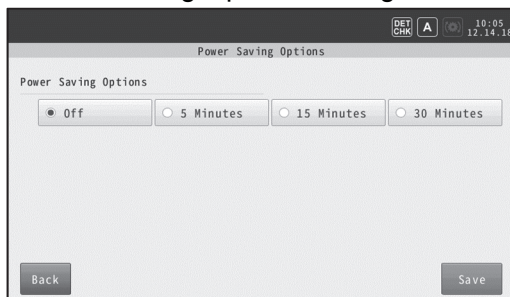 DET CHK A 10:05
12.14.18
Power Saving Options
Power Saving Options
Off 5 Minutes 15 Minutes 30 Minutes
Back Save